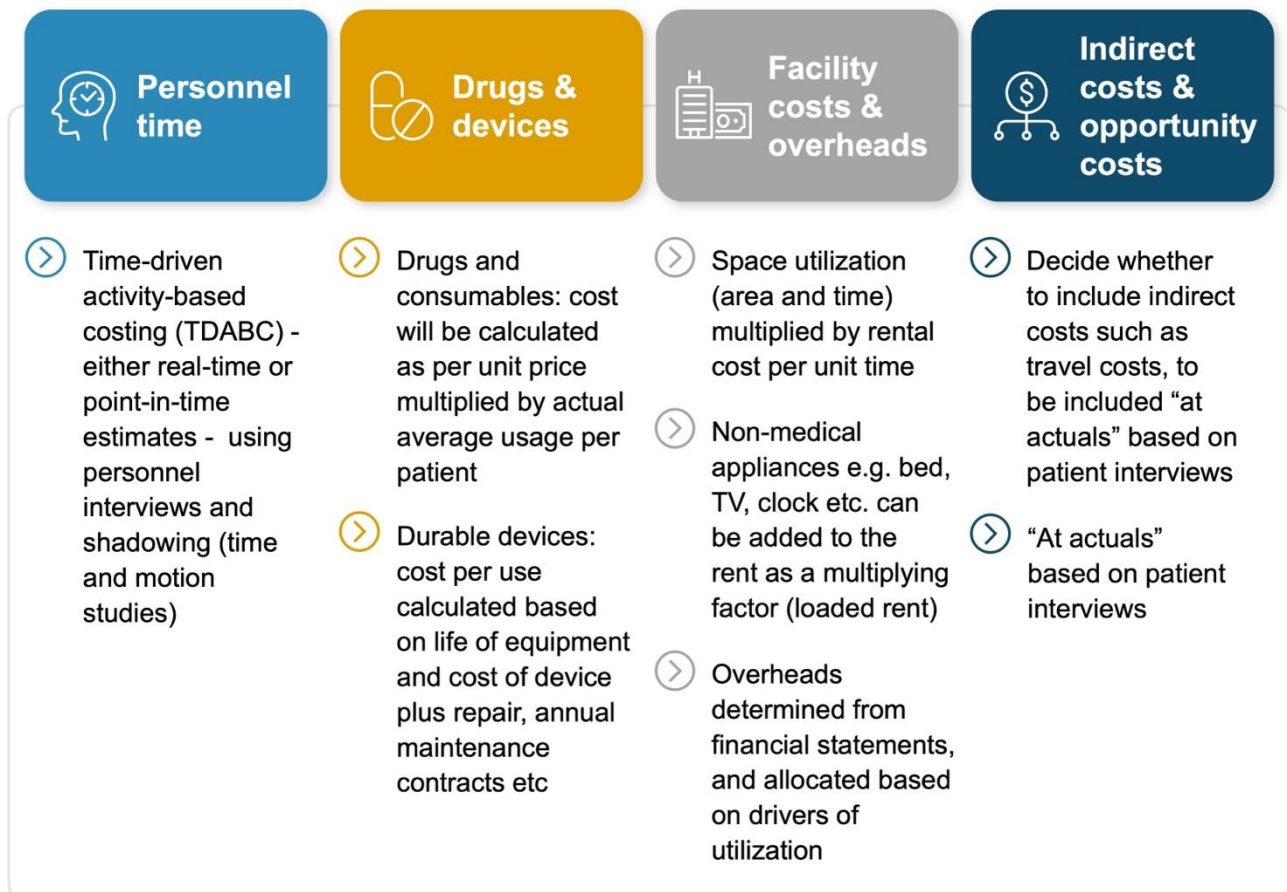 Personnel
time
Drugs &
devices
H
Facility
costs &
overheads
$
Indirect
costs &
opportunity
costs
Time-driven
activity-based
costing (TDABC) -
either real-time or
point-in-time
estimates -  using
personnel
interviews and
shadowing (time
and motion
studies)
Drugs and
consumables: cost
will be calculated
as per unit price
multiplied by actual
average usage per
patient
Durable devices:
cost per use
calculated based
on life of equipment
and cost of device
plus repair, annual
maintenance
contracts etc
Space utilization
(area and time)
multiplied by rental
cost per unit time
Non-medical
appliances e.g. bed,
TV, clock etc. can
be added to the
rent as a multiplying
factor (loaded rent)
Overheads
determined from
financial statements,
and allocated based
on drivers of
utilization
Decide whether
to include indirect
costs such as
travel costs, to
be included “at
actuals” based on
patient interviews
“At actuals”
based on patient
interviews